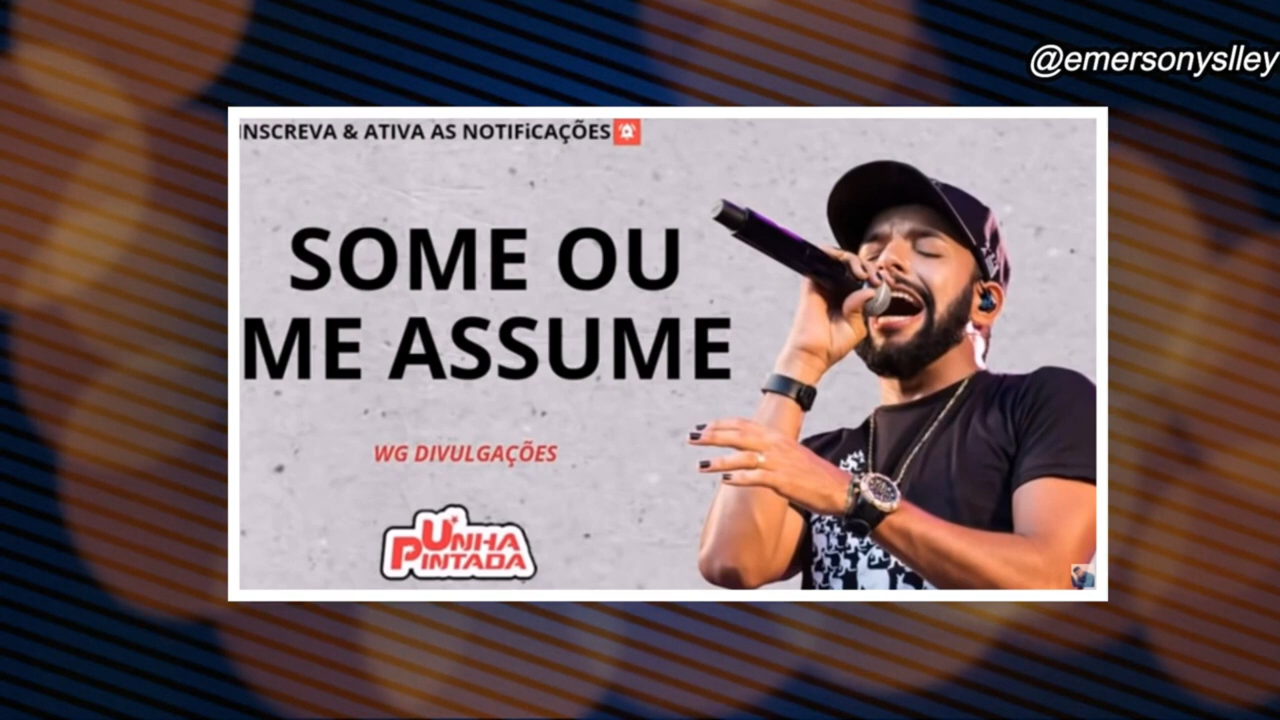 @emersonyslley
INSCREVA & ATIVA AS NOTIFiCAÇÕES
SOME OU
ME ASSUME
WG DIVULGAÇÕES
UNHA
PINTADA